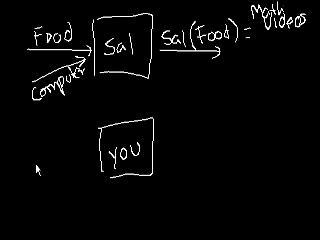 Food
Sal
Sal(Food) =
Math
Videos
Computer
you